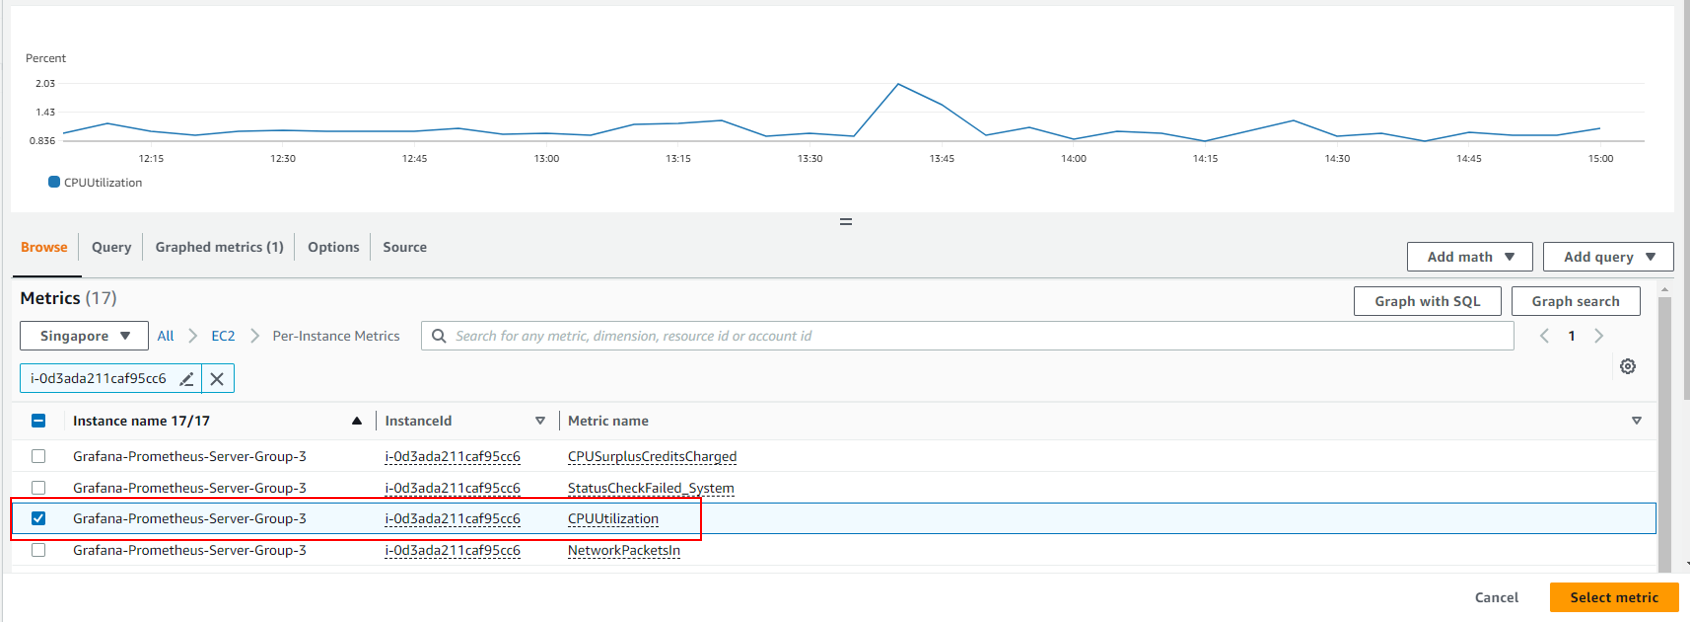 Percent
2.03
1.43
0.836
12:15 12:30 12:45 13:00 13:15 13:30 13:45 14:00 14:15 14:30 14:45 15:00
CPUUtilization
Browse Query Graphed metrics (1) Options Source
Add math Add query
Metrics (17)
Graph with SQL Graph search
Singapore All EC2 Per-Instance Metrics Search for any metric, dimension, resource id or account id 1
i-0d3ada211caf95cc6
Instance name 17/17 InstanceId Metric name
Grafana-Prometheus-Server-Group-3 i-0d3ada211caf95cc6 CPUSurplusCreditsCharged
Grafana-Prometheus-Server-Group-3 i-0d3ada211caf95cc6 StatusCheckFailed_System
Grafana-Prometheus-Server-Group-3 i-0d3ada211caf95cc6 CPUUtilization
Grafana-Prometheus-Server-Group-3 i-0d3ada211caf95cc6 NetworkPacketsIn
Cancel Select metric